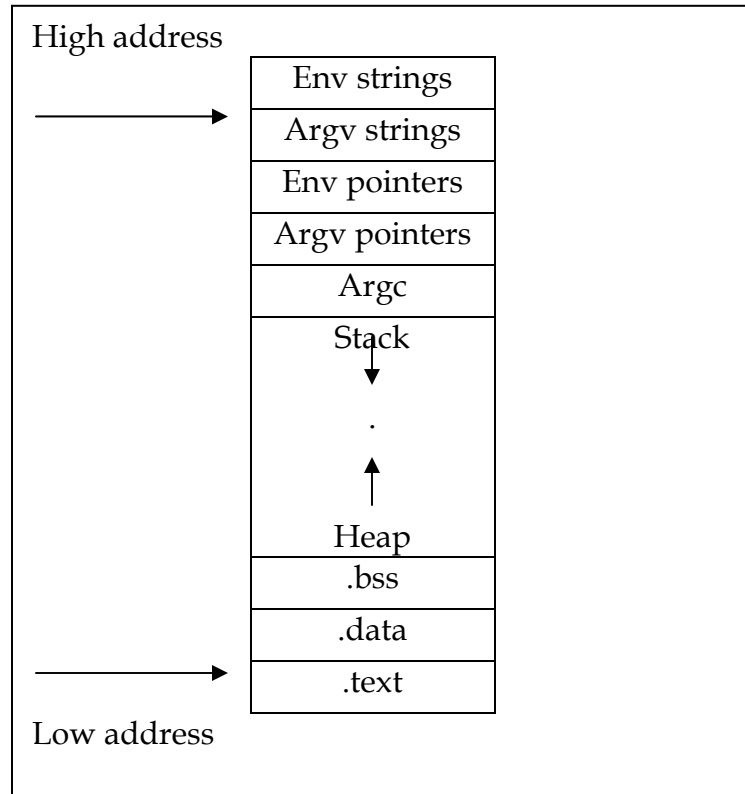 High address
Env strings
Argv strings
Env pointers
Argv pointers
Argc
Stack
.
Heap
.bss
.data
.text
Low address